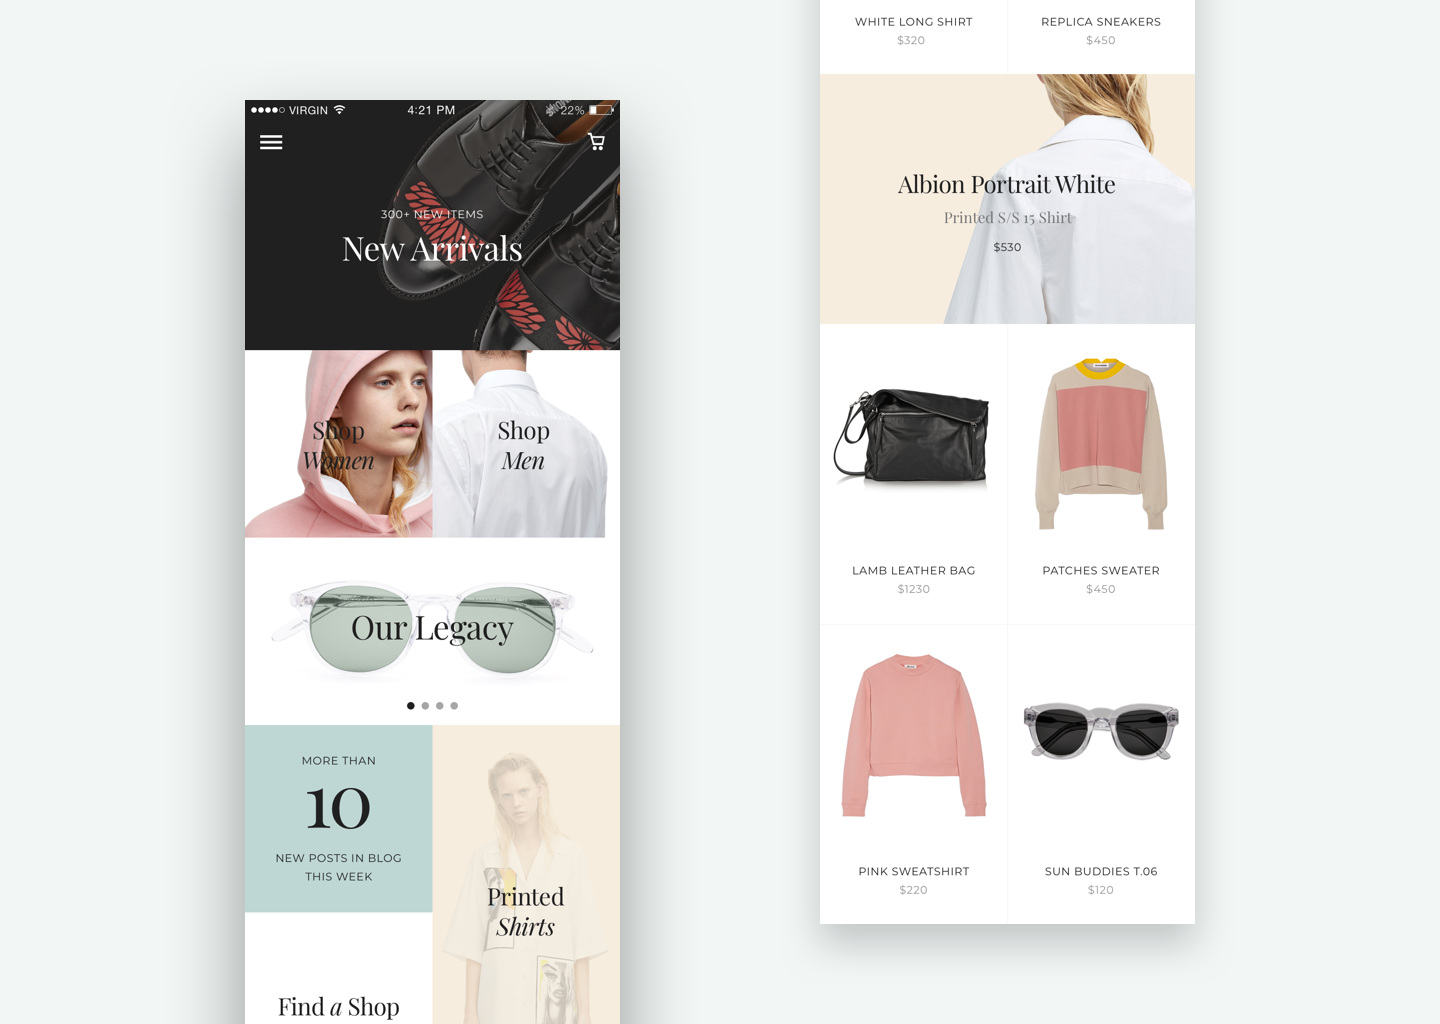 VIRGIN
4:21 PM
22%
300+ NEW ITEMS
New Arrivals
Shop
Women
Shop
Men
Our Legacy
MORE THAN
10
NEW POSTS IN BLOG
THIS WEEK
Printed
Shirts
Find a Shop
WHITE LONG SHIRT
$320
REPLICA SNEAKERS
$450
Albion Portrait White
Printed S/S 15 Shirt
$530
LAMB LEATHER BAG
$1230
PATCHES SWEATER
$450
PINK SWEATSHIRT
$220
SUN BUDDIES T.06
$120